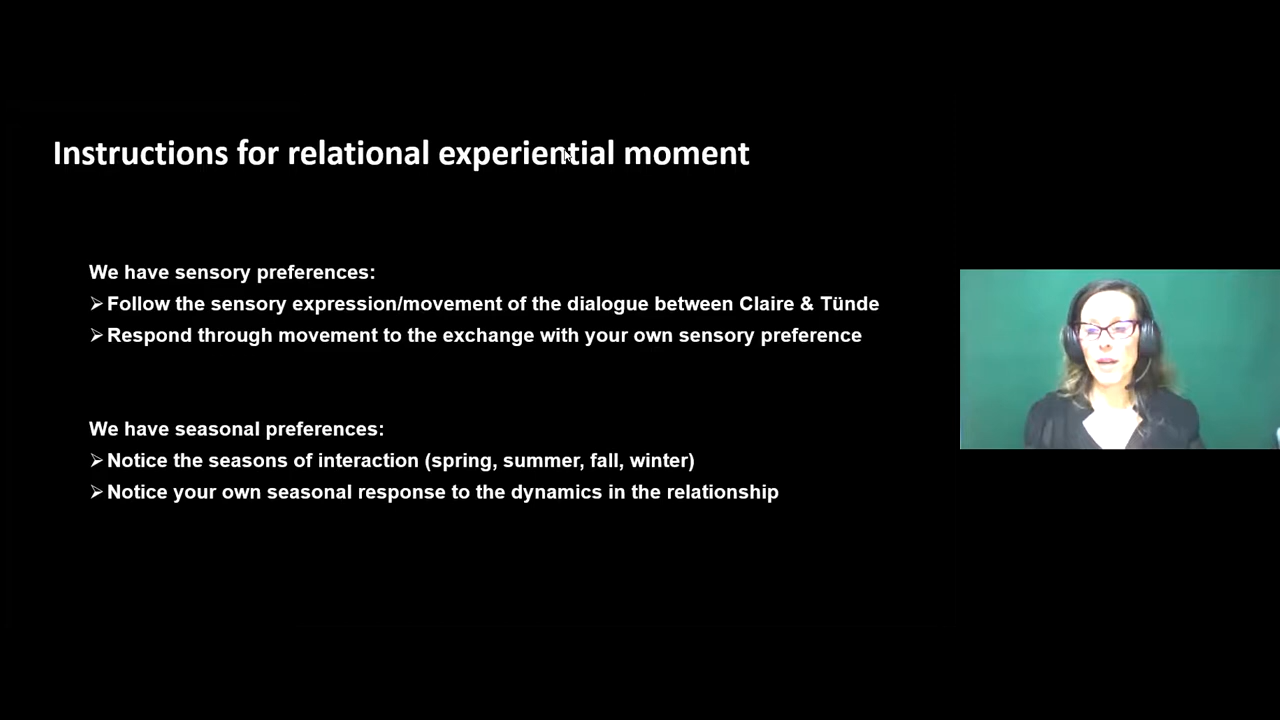 Instructions for relational experiential moment
We have sensory preferences:
➢Follow the sensory expression/movement of the dialogue between Claire & Tünde
➢Respond through movement to the exchange with your own sensory preference
We have seasonal preferences:
➢Notice the seasons of interaction (spring, summer, fall, winter)
➢Notice your own seasonal response to the dynamics in the relationship